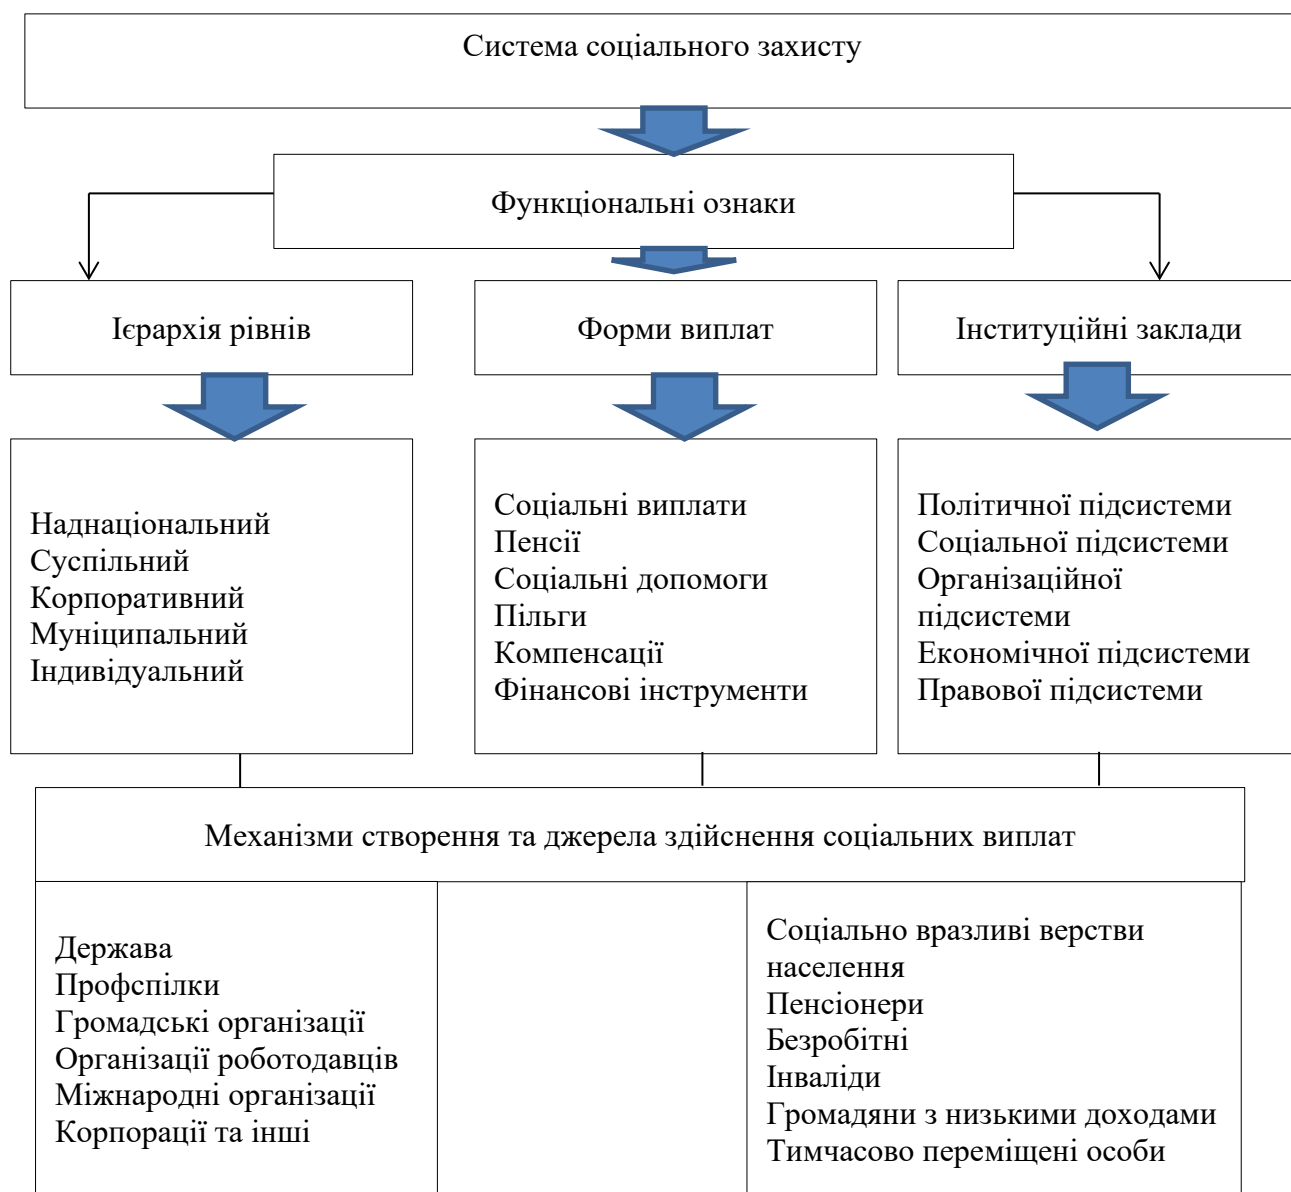 Система соціального захисту
Функціональні ознаки
Ієрархія рівнів
Форми виплат
Інституційні заклади
Наднаціональний
Суспільний
Корпоративний
Муніципальний
Індивідуальний
Соціальні виплати
Пенсії
Соціальні допомоги
Пільги
Компенсації
Фінансові інструменти
Політичної підсистеми
Соціальної підсистеми
Організаційної
підсистеми
Економічної підсистеми
Правової підсистеми
Механізми створення та джерела здійснення соціальних виплат
Держава
Профспілки
Громадські організації
Організації роботодавців
Міжнародні організації
Корпорації та інші
Соціально вразливі верстви
населення
Пенсіонери
Безробітні
Інваліди
Громадяни з низькими доходами
Тимчасово переміщені особи